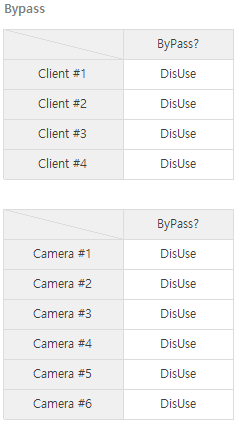 Bypass
ByPass?
Client #1 DisUse
Client #2 DisUse
Client #3 DisUse
Client #4 DisUse
ByPass?
Camera #1 DisUse
Camera #2 DisUse
Camera #3 DisUse
Camera #4 DisUse
Camera #5 DisUse
Camera #6 DisUse